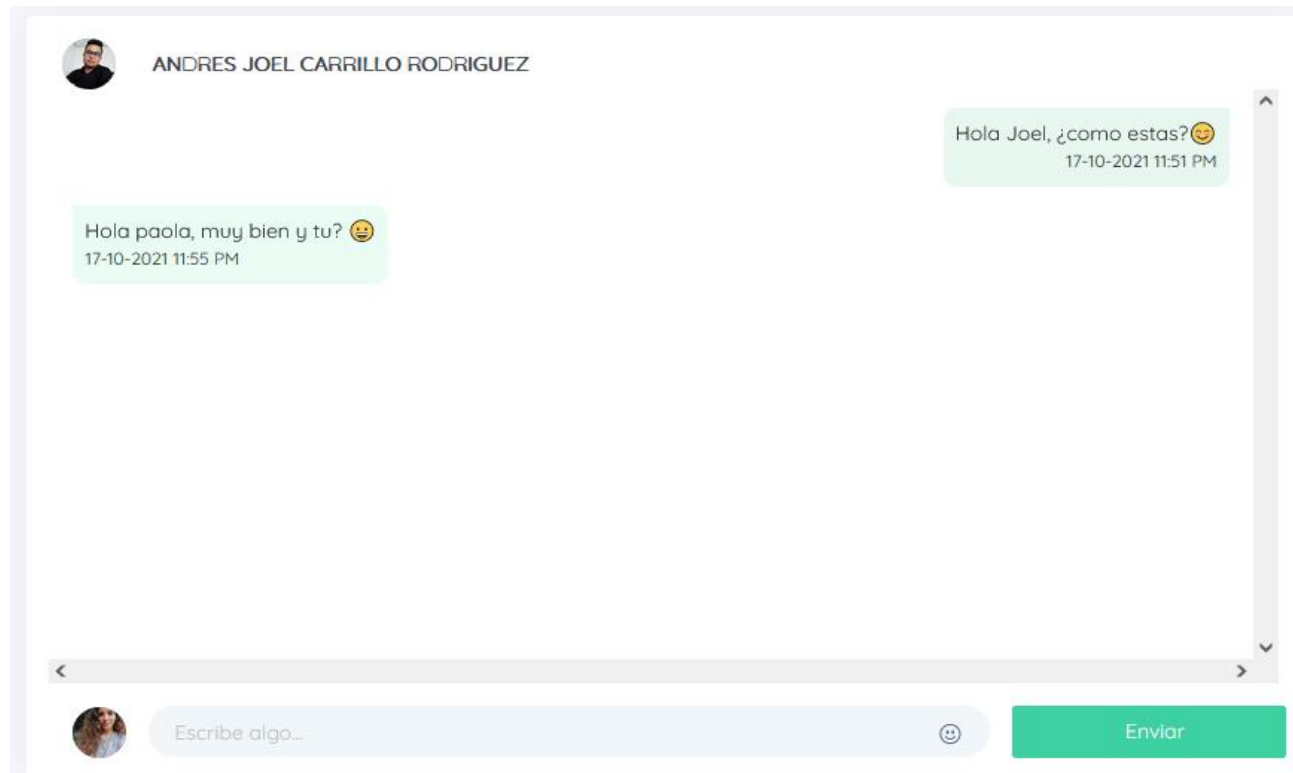 ANDRES JOEL CARRILLO RODRIGUEZ
Hola Joel, ¿como estas?😊
17-10-2021 11:51 PM
Hola paola, muy bien y tu? 😀
17-10-2021 11:55 PM
Escribe algo...
Enviar